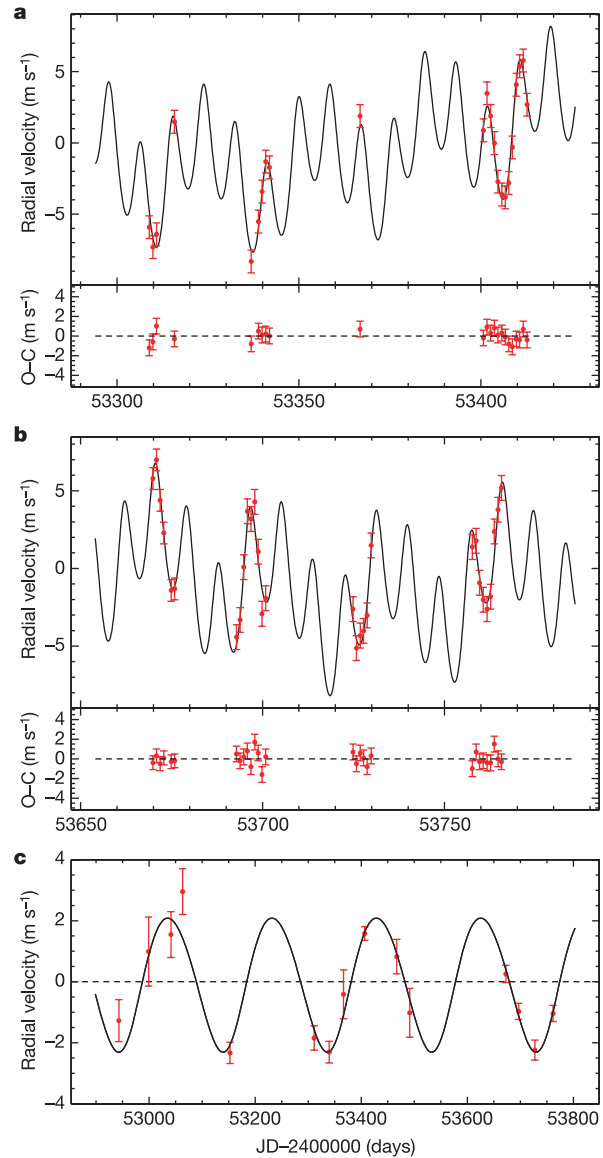 a
5
0
−5
Radial velocity (m s−1)
4
2
0
−2
−4
O–C (m s−1)
53300 53350 53400
b
5
0
−5
Radial velocity (m s−1)
4
2
0
−2
−4
O–C (m s−1)
53650 53700 53750
c
4
2
0
−2
−4
Radial velocity (m s−1)
53000 53200 53400 53600 53800
JD–2400000 (days)